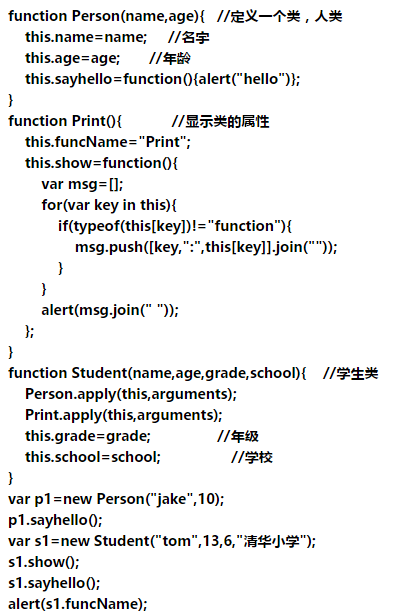 function Person(name,age){   //定义一个类，人类
    this.name=name;     //名字
    this.age=age;       //年龄
    this.sayhello=function(){alert("hello")};
}
function Print(){            //显示类的属性
    this.funcName="Print";
    this.show=function(){
        var msg=[];
        for(var key in this){
            if(typeof(this[key])!="function"){
                msg.push([key,":",this[key]].join(""));
            }
        }
        alert(msg.join(" "));
    };
}
function Student(name,age,grade,school){    //学生类
    Person.apply(this,arguments);
    Print.apply(this,arguments);
    this.grade=grade;                //年级
    this.school=school;                 //学校
}
var p1=new Person("jake",10);
p1.sayhello();
var s1=new Student("tom",13,6,"清华小学");
s1.show();
s1.sayhello();
alert(s1.funcName);